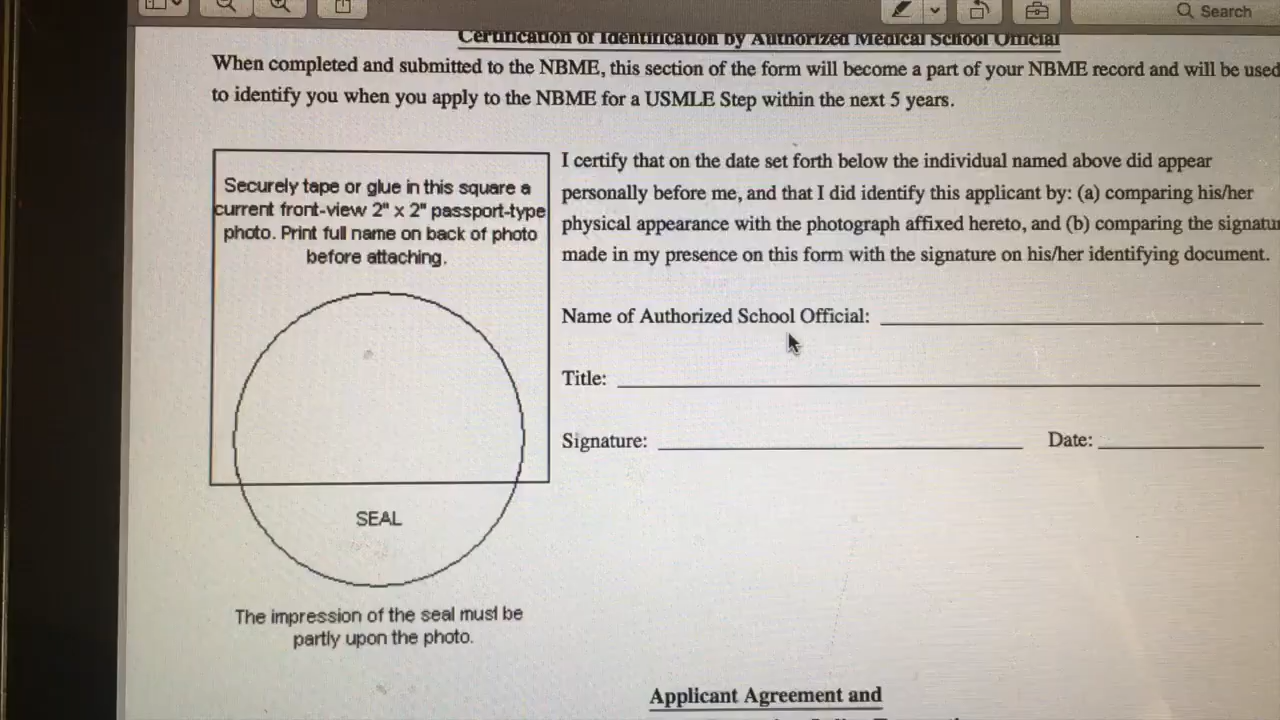 Search
Certification of Identification by Authorized Medical School Official
When completed and submitted to the NBME, this section of the form will become a part of your NBME record and will be used
to identify you when you apply to the NBME for a USMLE Step within the next 5 years.
Securely tape or glue in this square a
current front-view 2" x 2" passport-type
photo. Print full name on back of photo
before attaching.
SEAL
The impression of the seal must be
partly upon the photo.
I certify that on the date set forth below the individual named above did appear
personally before me, and that I did identify this applicant by: (a) comparing his/her
physical appearance with the photograph affixed hereto, and (b) comparing the signatu
made in my presence on this form with the signature on his/her identifying document.
Name of Authorized School Official:
Title:
Signature: Date:
Applicant Agreement and